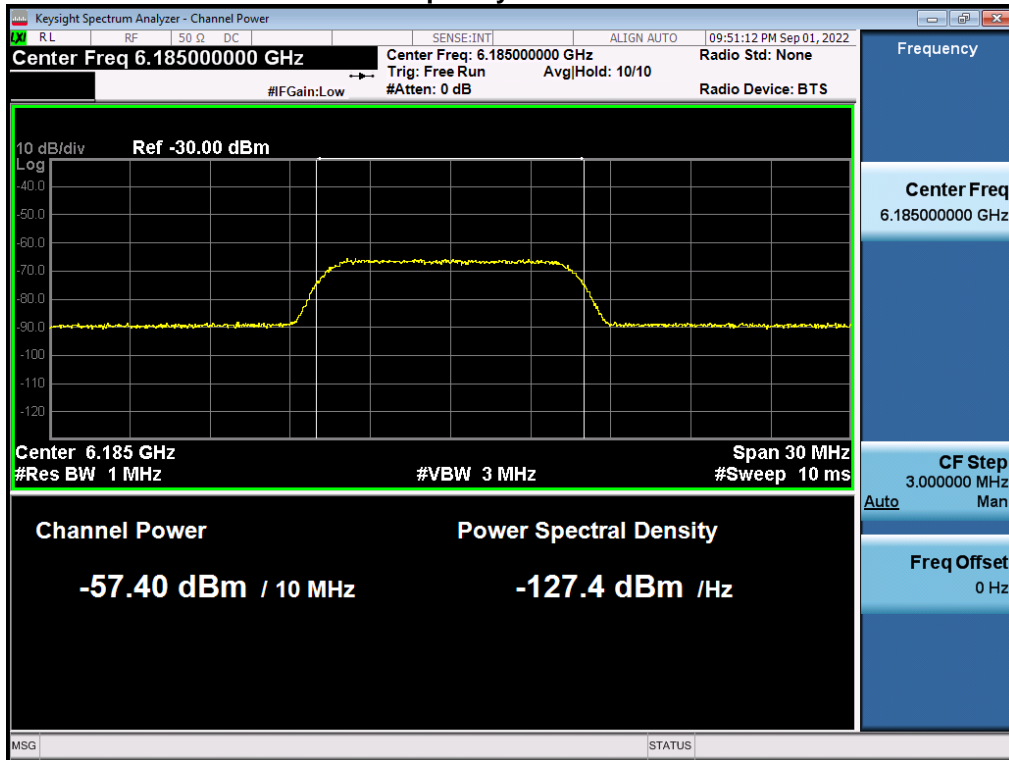 Keysight Spectrum Analyzer - Channel Power
LXI RL RF 50 Ω DC SENSE:INT ALIGN AUTO 09:51:12 PM Sep 01, 2022
Center Freq 6.185000000 GHz
Center Freq: 6.185000000 GHz
Radio Std: None
Trig: Free Run Avg|Hold: 10/10
#IFGain:Low
#Atten: 0 dB
Radio Device: BTS
10 dB/div Ref -30.00 dBm
Log
-40.0
-50.0
-60.0
-70.0
-80.0
-90.0
-100
-110
-120
Center 6.185 GHz
Span 30 MHz
#Res BW 1 MHz
#VBW 3 MHz
#Sweep 10 ms
Channel Power
Power Spectral Density
-57.40 dBm / 10 MHz
-127.4 dBm /Hz
Frequency
Center Freq
6.185000000 GHz
CF Step
3.000000 MHz
Auto Man
Freq Offset
0 Hz
MSG
STATUS